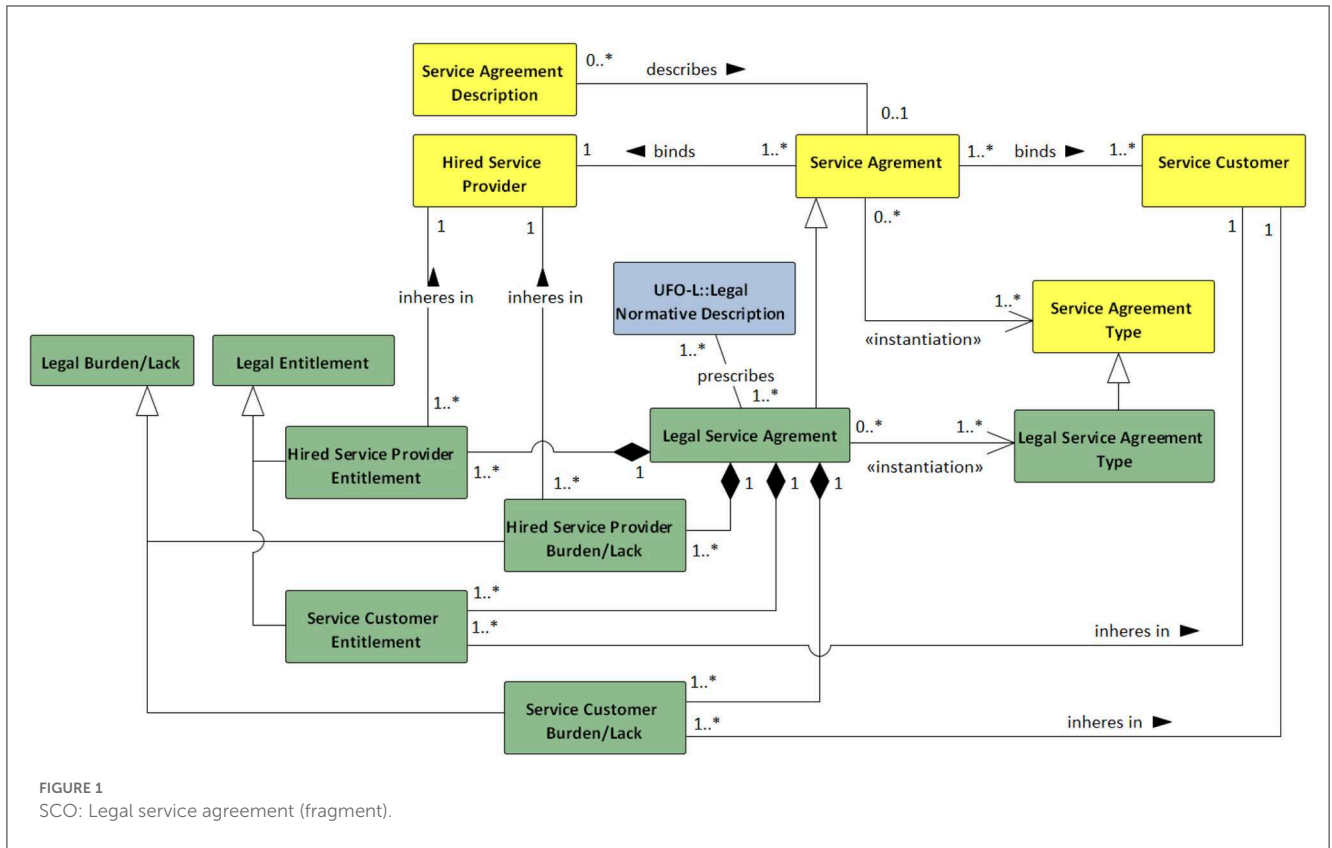 Service Agreement
Description
0..*
describes
0..1
Hired Service
Provider
1
binds
1..*
Service Agrement
1..*
binds
1..*
Service Customer
1
1
0..*
1
1
UFO-L::Legal
Normative Description
inheres in
inheres in
1..*
Service Agreement
Type
«instantiation»
Legal Burden/Lack
Legal Entitlement
1..*
prescribes
1..*
1..*
Legal Service Agrement
0..*
1..*
Legal Service Agreement
Type
«instantiation»
Hired Service Provider
Entitlement
1..*
1
1..*
1
1
1
Hired Service Provider
Burden/Lack
1..*
Service Customer
Entitlement
1..*
1..*
inheres in
Service Customer
Burden/Lack
1..*
1..*
inheres in
FIGURE 1
SCO: Legal service agreement (fragment).